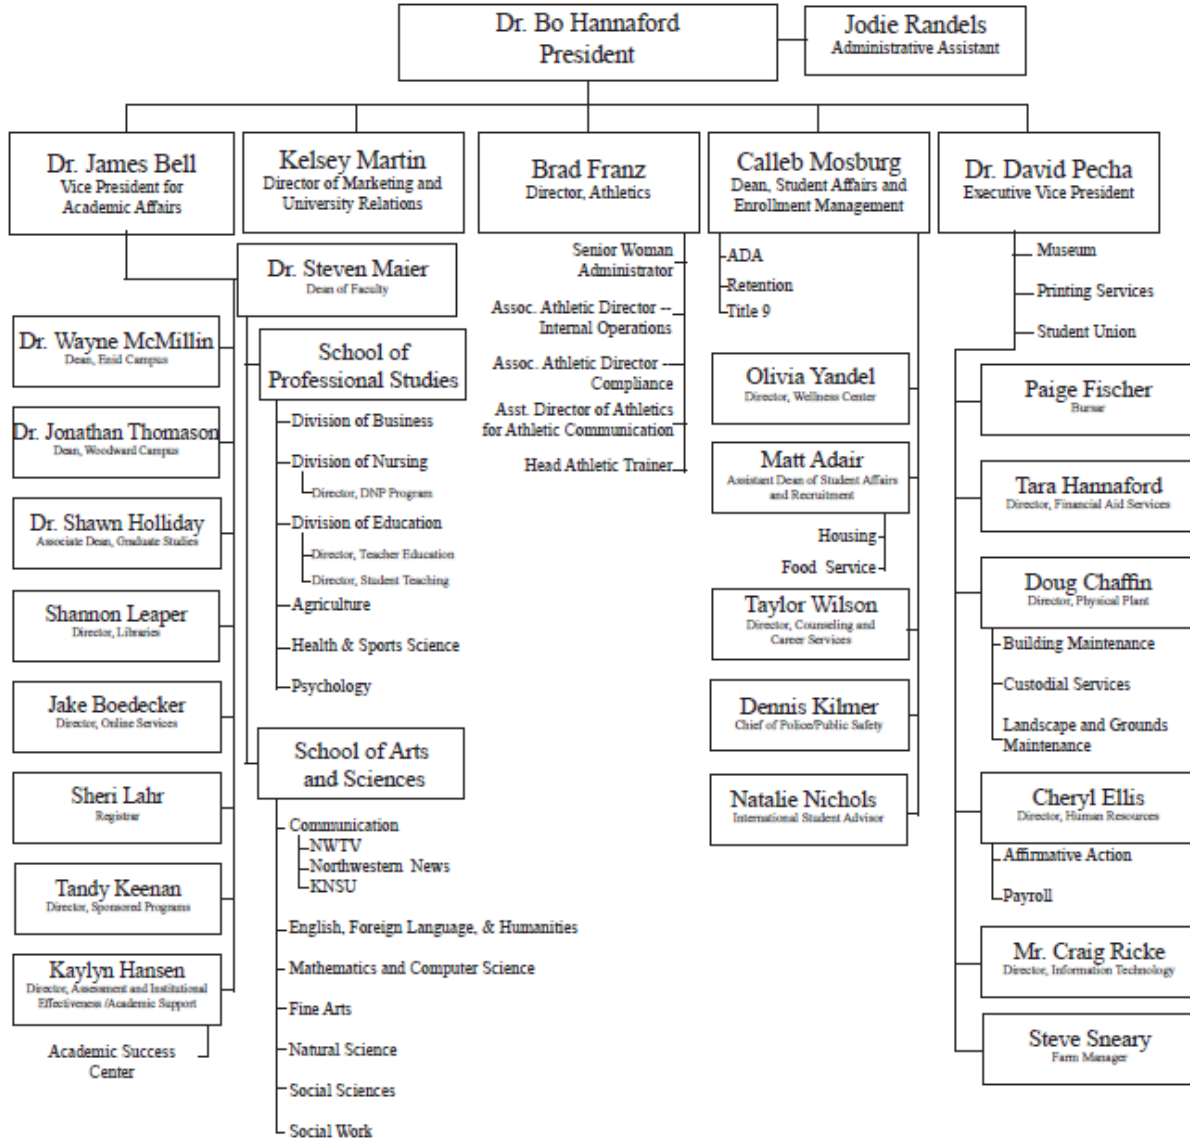 Dr. Bo Hannaford
President
Jodie Randels
Administrative Assistant
Dr. James Bell
Vice President for
Academic Affairs
Kelsey Martin
Director of Marketing and
University Relations
Brad Franz
Director, Athletics
Calleb Mosburg
Dean, Student Affairs and
Enrollment Management
Dr. David Pecha
Executive Vice President
Dr. Steven Maier
Dean of Faculty
Dr. Wayne McMillin
Dean, Enid Campus
Dr. Jonathan Thomason
Dean, Woodward Campus
Dr. Shawn Holliday
Associate Dean, Graduate Studies
Shannon Leaper
Director, Libraries
Jake Boedecker
Director, Online Services
Sheri Lahr
Registrar
Tandy Keenan
Director, Sponsored Programs
Kaylyn Hansen
Director, Assessment and Institutional
Effectiveness /Academic Support
Academic Success
Center
School of
Professional Studies
Division of Business
Division of Nursing
Director, DNP Program
Division of Education
Director, Teacher Education
Director, Student Teaching
Agriculture
Health & Sports Science
Psychology
School of Arts
and Sciences
Communication
NWTV
Northwestern News
KNSU
English, Foreign Language, & Humanities
Mathematics and Computer Science
Fine Arts
Natural Science
Social Sciences
Social Work
Senior Woman
Administrator
Assoc. Athletic Director --
Internal Operations
Assoc. Athletic Director --
Compliance
Asst. Director of Athletics
for Athletic Communication
Head Athletic Trainer
ADA
Retention
Title 9
Olivia Yandel
Director, Wellness Center
Matt Adair
Assistant Dean of Student Affairs
and Recruitment
Housing
Food Service
Taylor Wilson
Director, Counseling and
Career Services
Dennis Kilmer
Chief of Police/Public Safety
Natalie Nichols
International Student Advisor
Museum
Printing Services
Student Union
Paige Fischer
Bursar
Tara Hannaford
Director, Financial Aid Services
Doug Chaffin
Director, Physical Plant
Building Maintenance
Custodial Services
Landscape and Grounds
Maintenance
Cheryl Ellis
Director, Human Resources
Affirmative Action
Payroll
Mr. Craig Ricke
Director, Information Technology
Steve Sneary
Farm Manager